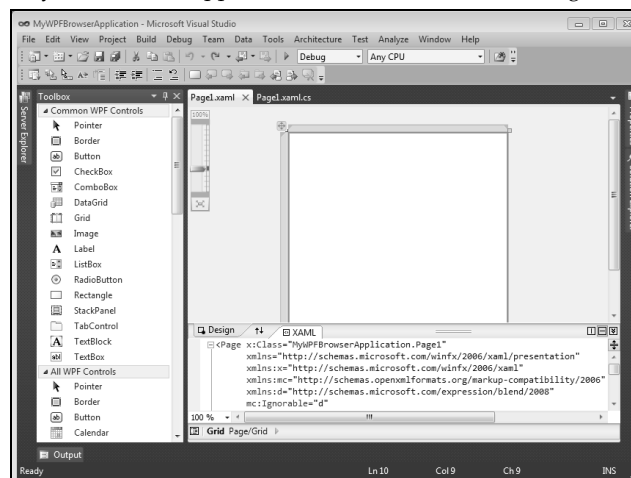 MyWPFBrowserApplication - Microsoft Visual Studio
File Edit View Project Build Debug Team Data Tools Architecture Test Analyze Window Help
Debug Any CPU
Toolbox
Page1.xaml Page1.xaml.cs
Server Explorer
Common WPF Controls
Pointer
Border
Button
CheckBox
ComboBox
DataGrid
Grid
Image
Label
ListBox
RadioButton
Rectangle
StackPanel
TabControl
TextBlock
TextBox
All WPF Controls
Pointer
Border
Button
Calendar
100%
Design XAML
<Page x:Class="MyWPFBrowserApplication.Page1"
xmlns="http://schemas.microsoft.com/winfx/2006/xaml/presentation"
xmlns:x="http://schemas.microsoft.com/winfx/2006/xaml"
xmlns:mc="http://schemas.openxmlformats.org/markup-compatibility/2006"
xmlns:d="http://schemas.microsoft.com/expression/blend/2008"
mc:Ignorable="d"
100 %
Grid Page/Grid
Output
Ready Ln 10 Col 9 Ch 9 INS